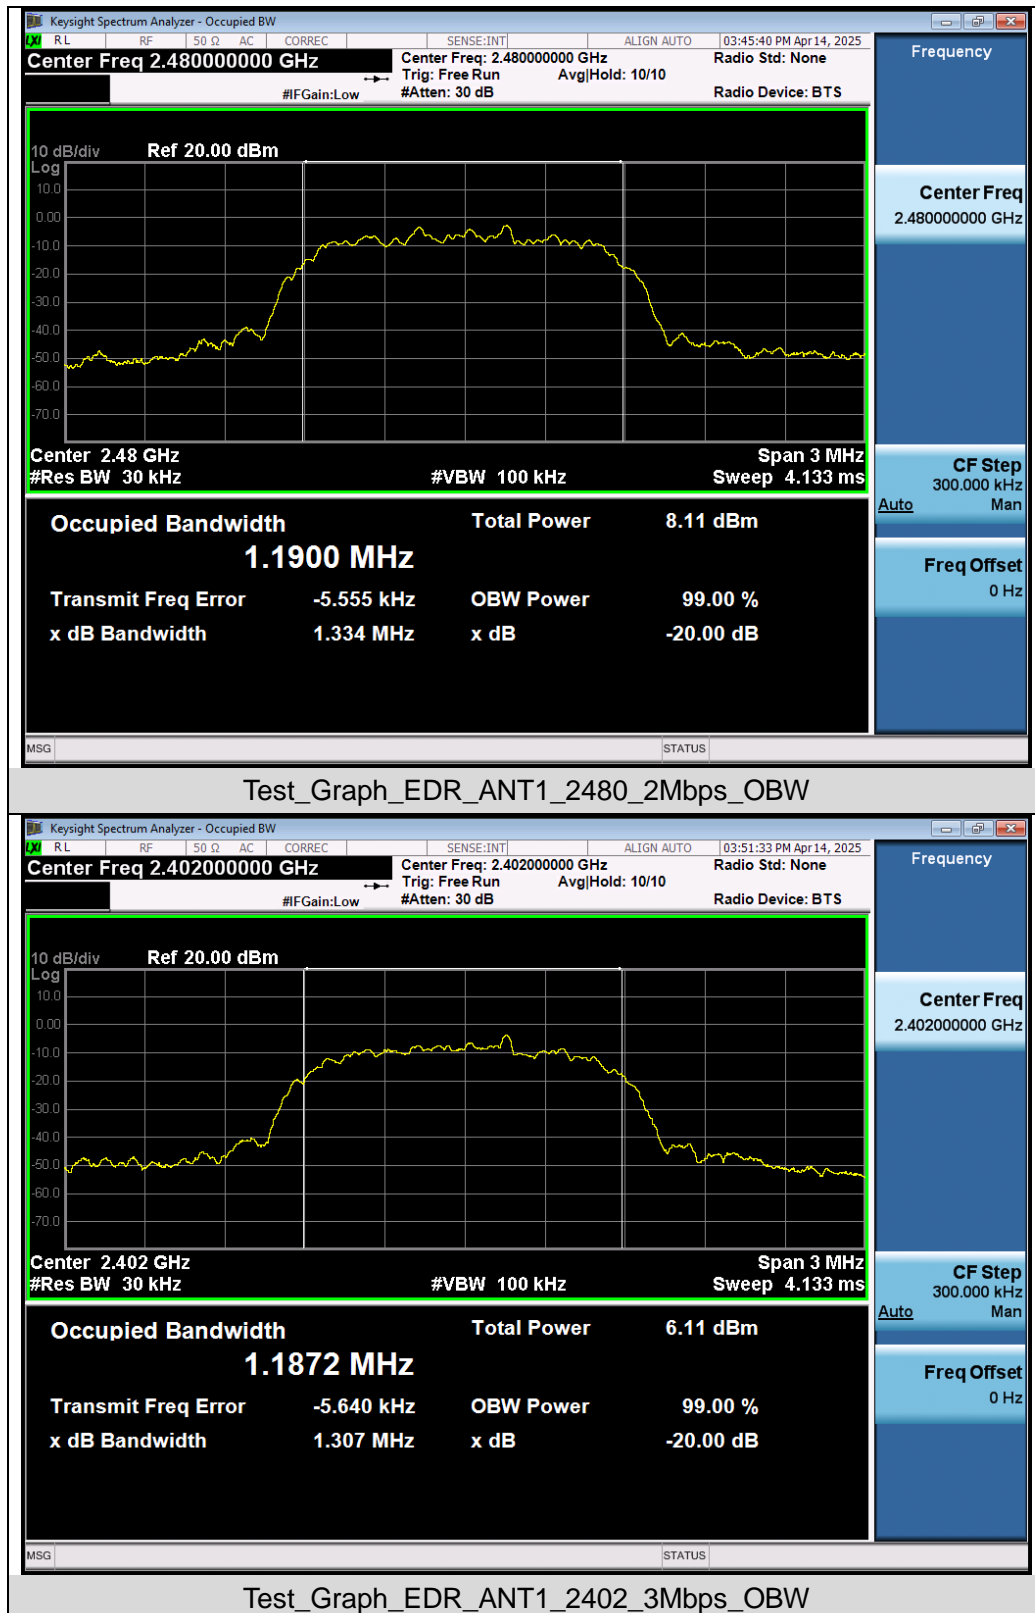 Keysight Spectrum Analyzer - Occupied BW
LXI RL RF 50 Ω AC CORREC SENSE:INT ALIGN AUTO 03:45:40 PM Apr 14, 2025
Center Freq 2.480000000 GHz
Center Freq: 2.480000000 GHz Radio Std: None
Trig: Free Run Avg|Hold: 10/10
#IFGain:Low #Atten: 30 dB Radio Device: BTS
Frequency
10 dB/div Ref 20.00 dBm
Log
10.0
0.00
-10.0
-20.0
-30.0
-40.0
-50.0
-60.0
-70.0
Center 2.48 GHz Span 3 MHz
#Res BW 30 kHz #VBW 100 kHz Sweep 4.133 ms
Center Freq
2.480000000 GHz
CF Step
300.000 kHz
Auto Man
Freq Offset
0 Hz
Occupied Bandwidth Total Power 8.11 dBm
1.1900 MHz
Transmit Freq Error -5.555 kHz OBW Power 99.00 %
x dB Bandwidth 1.334 MHz x dB -20.00 dB
MSG STATUS
Test_Graph_EDR_ANT1_2480_2Mbps_OBW
Keysight Spectrum Analyzer - Occupied BW
LXI RL RF 50 Ω AC CORREC SENSE:INT ALIGN AUTO 03:51:33 PM Apr 14, 2025
Center Freq 2.402000000 GHz
Center Freq: 2.402000000 GHz Radio Std: None
Trig: Free Run Avg|Hold: 10/10
#IFGain:Low #Atten: 30 dB Radio Device: BTS
Frequency
10 dB/div Ref 20.00 dBm
Log
10.0
0.00
-10.0
-20.0
-30.0
-40.0
-50.0
-60.0
-70.0
Center 2.402 GHz Span 3 MHz
#Res BW 30 kHz #VBW 100 kHz Sweep 4.133 ms
Center Freq
2.402000000 GHz
CF Step
300.000 kHz
Auto Man
Freq Offset
0 Hz
Occupied Bandwidth Total Power 6.11 dBm
1.1872 MHz
Transmit Freq Error -5.640 kHz OBW Power 99.00 %
x dB Bandwidth 1.307 MHz x dB -20.00 dB
MSG STATUS
Test_Graph_EDR_ANT1_2402_3Mbps_OBW